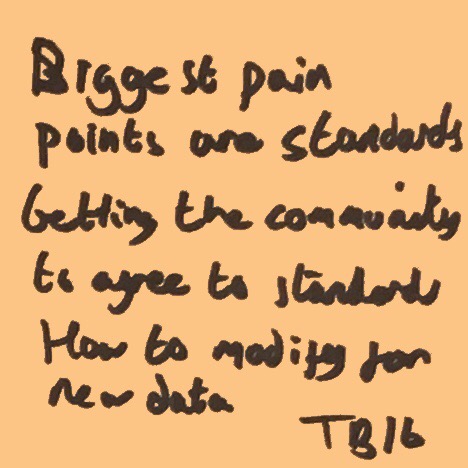 Biggest pain
points are standards
Getting the community
to agree to standards
How to modify for
new data
TB16